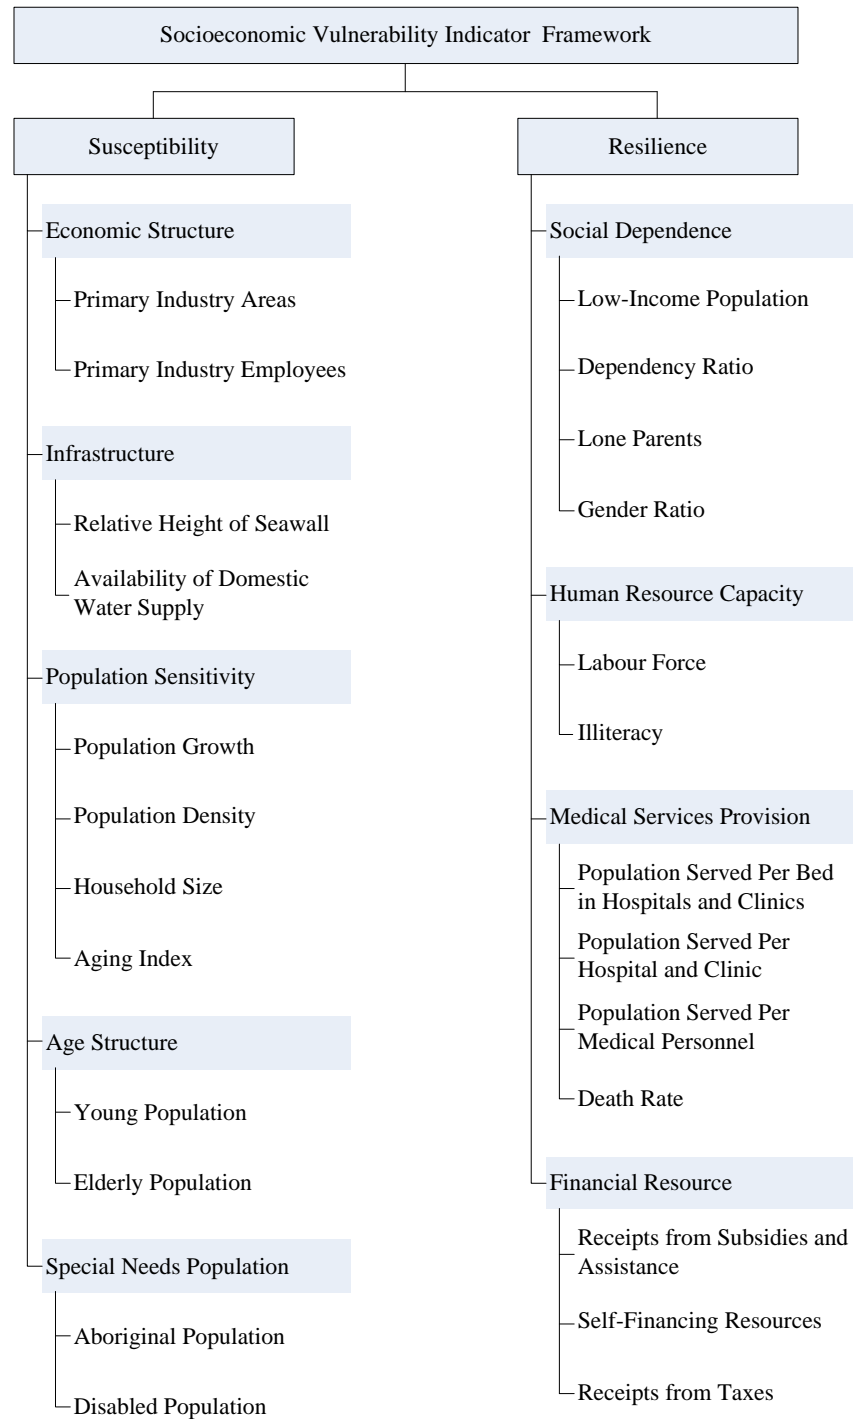 Socioeconomic Vulnerability Indicator Framework
Susceptibility
Economic Structure
Primary Industry Areas
Primary Industry Employees
Infrastructure
Relative Height of Seawall
Availability of Domestic
Water Supply
Population Sensitivity
Population Growth
Population Density
Household Size
Aging Index
Age Structure
Young Population
Elderly Population
Special Needs Population
Aboriginal Population
Disabled Population
Resilience
Social Dependence
Low-Income Population
Dependency Ratio
Lone Parents
Gender Ratio
Human Resource Capacity
Labour Force
Illiteracy
Medical Services Provision
Population Served Per Bed
in Hospitals and Clinics
Population Served Per
Hospital and Clinic
Population Served Per
Medical Personnel
Death Rate
Financial Resource
Receipts from Subsidies and
Assistance
Self-Financing Resources
Receipts from Taxes